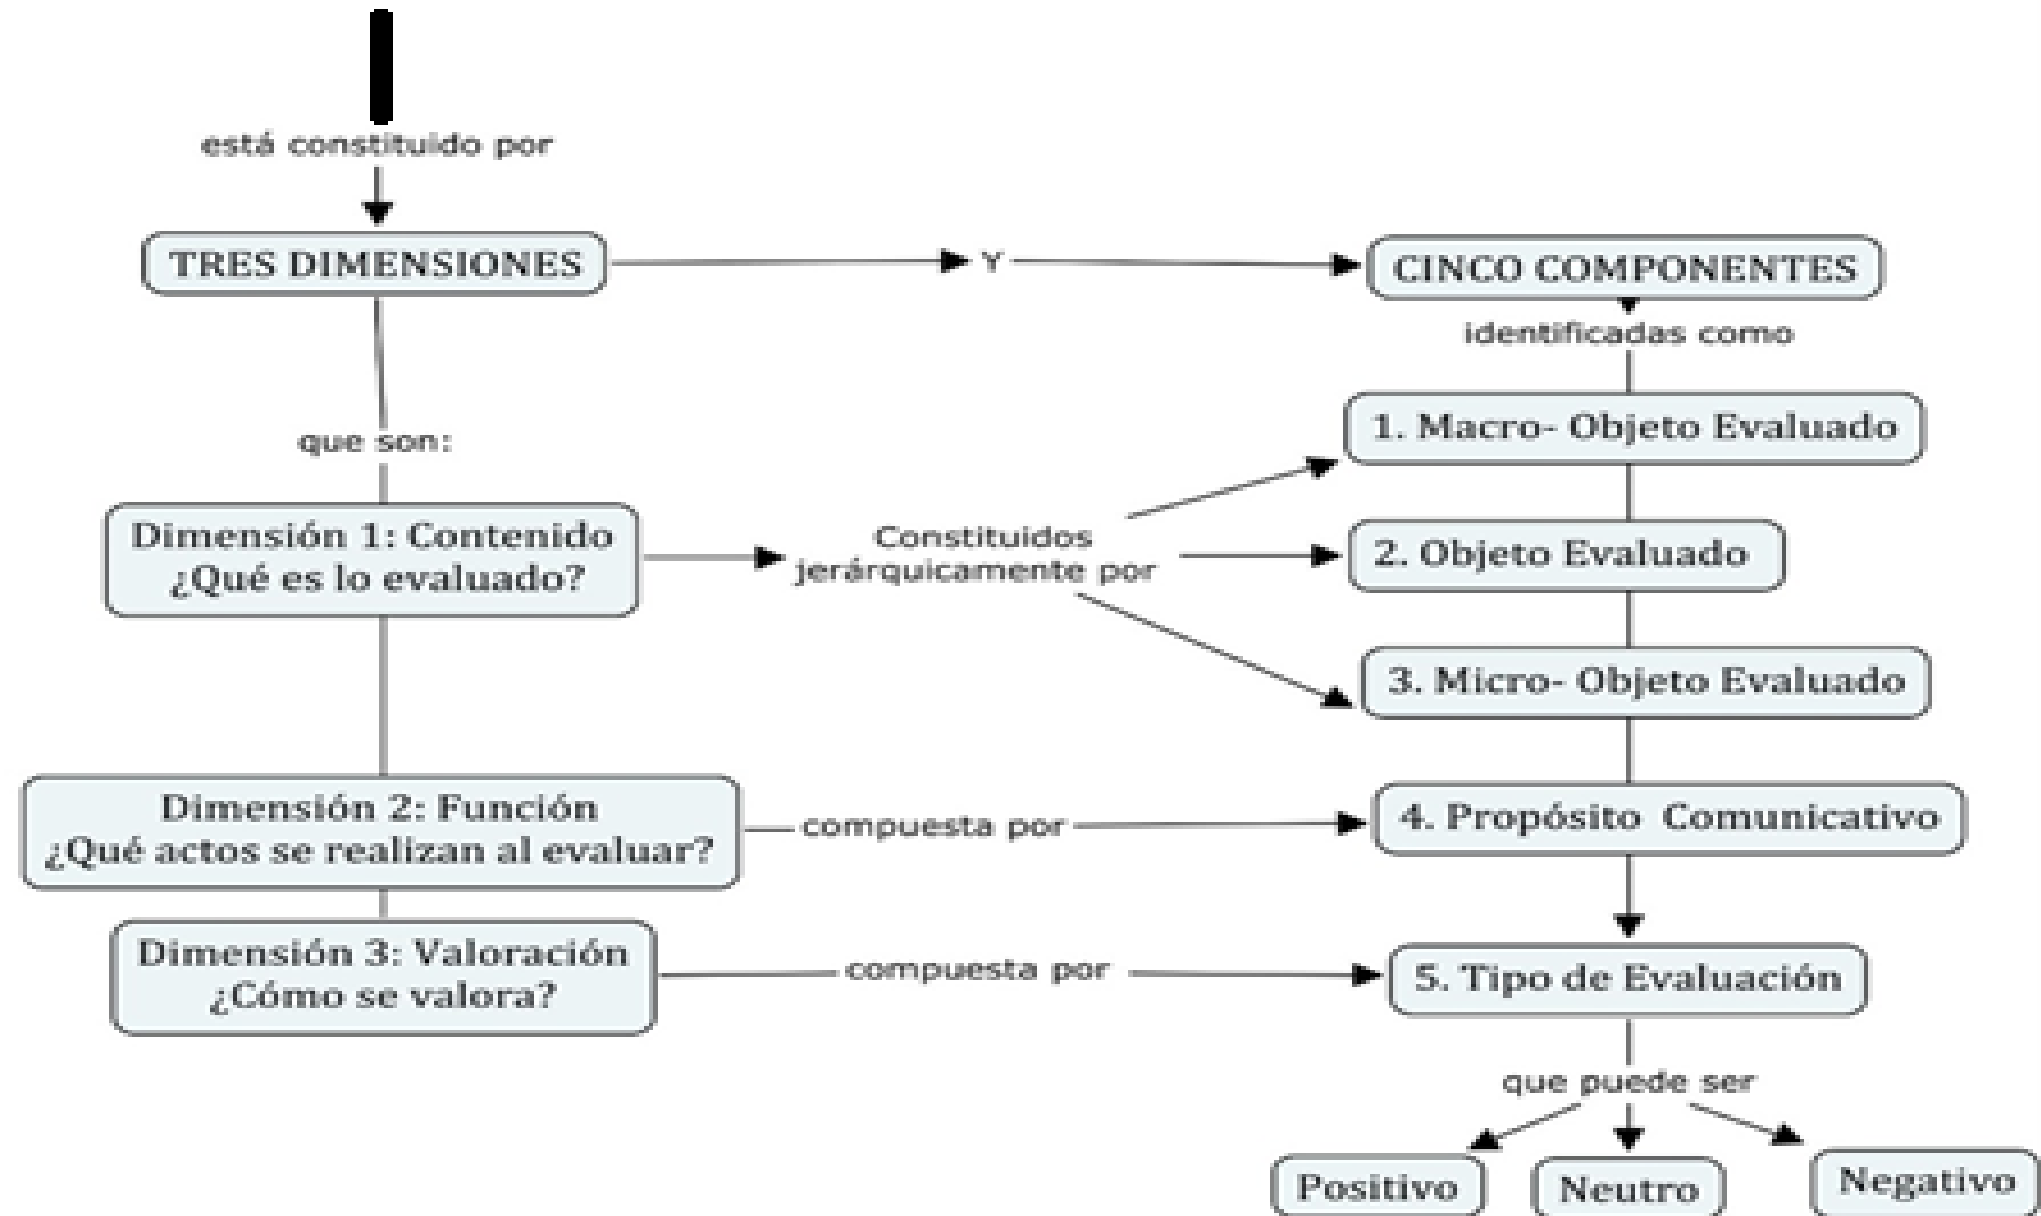 está constituido por
TRES DIMENSIONES
Y
CINCO COMPONENTES
identificadas como
que son:
1. Macro- Objeto Evaluado
Dimensión 1: Contenido
¿Qué es lo evaluado?
Constituidos
jerárquicamente por
2. Objeto Evaluado
3. Micro- Objeto Evaluado
Dimensión 2: Función
¿Qué actos se realizan al evaluar?
compuesta por
4. Propósito Comunicativo
Dimensión 3: Valoración
¿Cómo se valora?
compuesta por
5. Tipo de Evaluación
que puede ser
Positivo
Neutro
Negativo